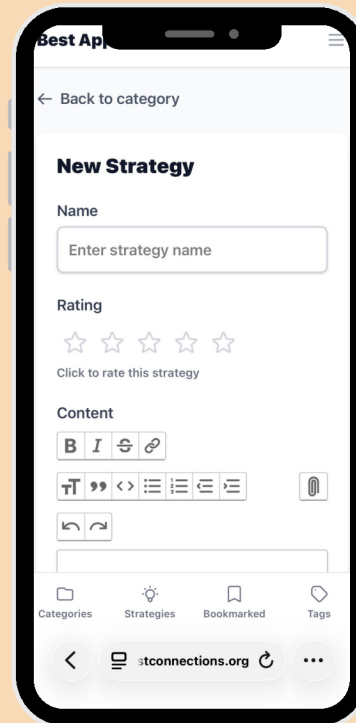 Best Ap
← Back to category
New Strategy
Name
Enter strategy name
Rating
Click to rate this strategy
Content
Categories Strategies Bookmarked Tags
stconnections.org